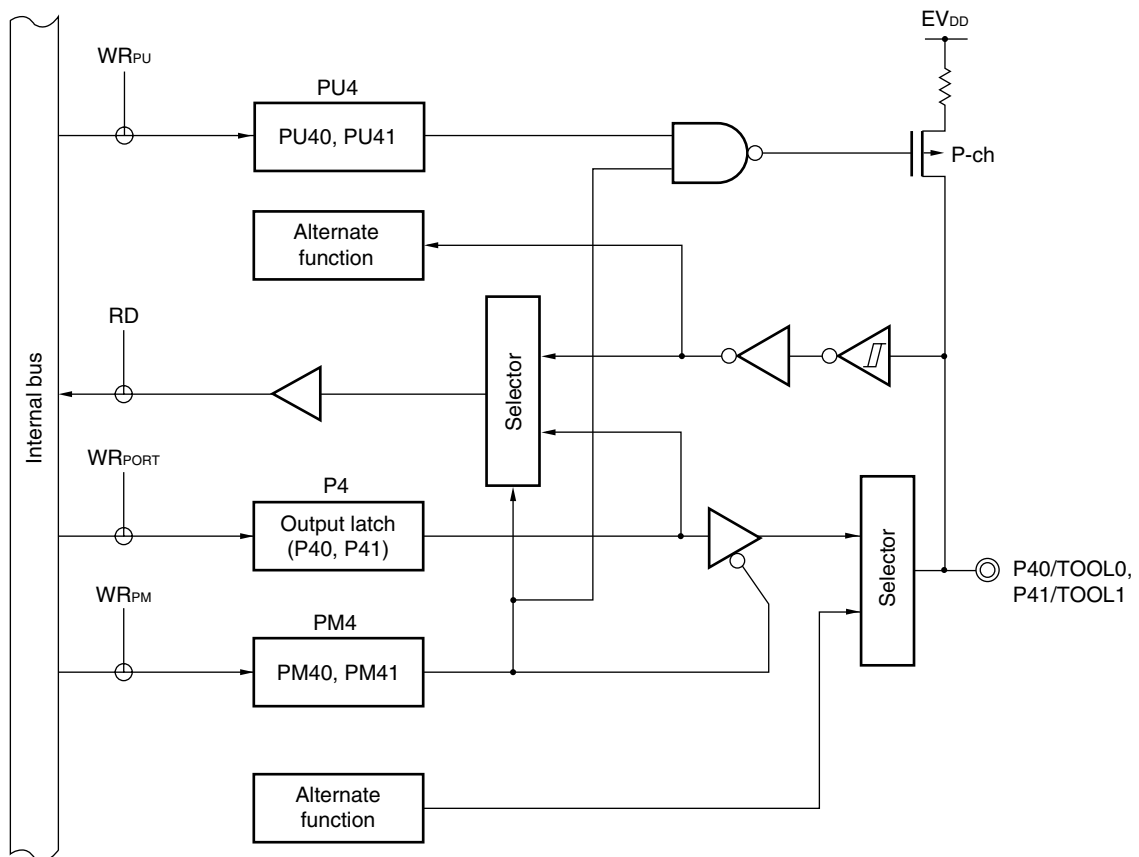 EVDD
WRPU
PU4
PU40, PU41
P-ch
Alternate
function
RD
Selector
Internal bus
WRPORT
P4
Output latch
(P40, P41)
Selector
P40/TOOL0,
P41/TOOL1
WRPM
PM4
PM40, PM41
Alternate
function